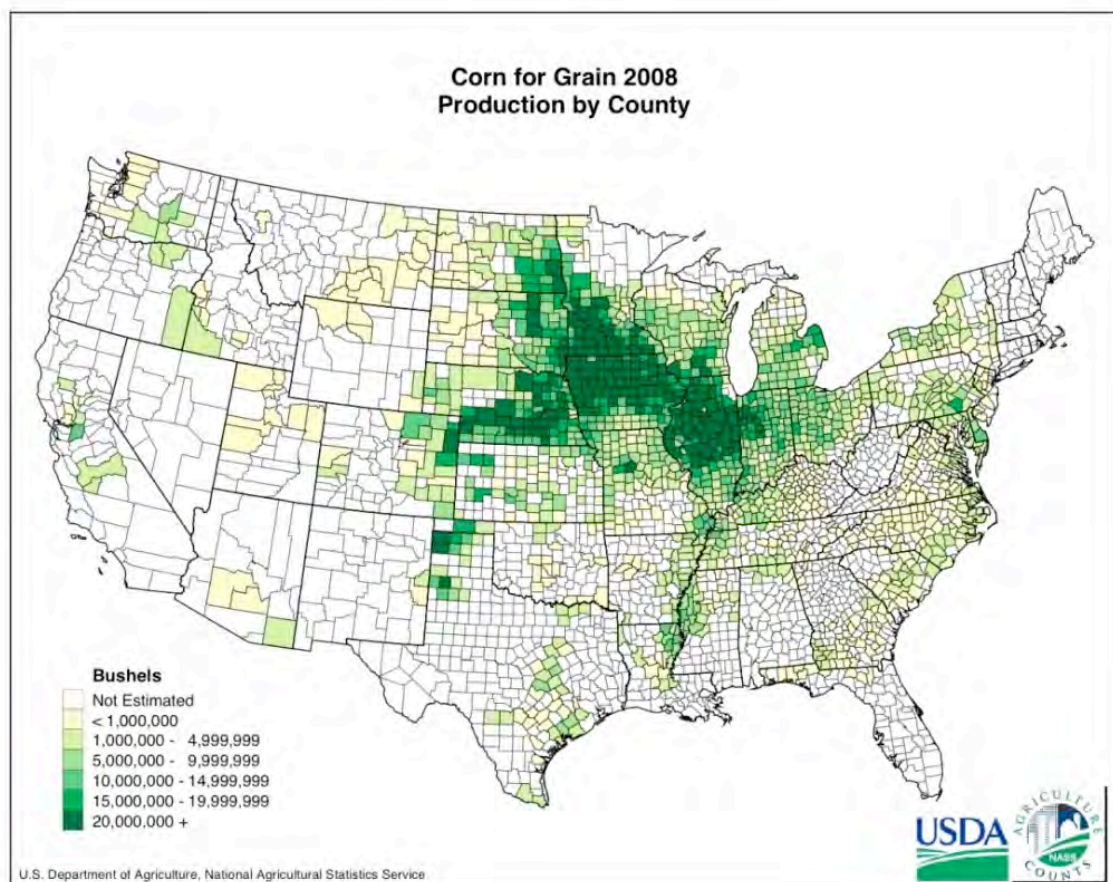 Corn for Grain 2008
Production by County
Bushels
Not Estimated
< 1,000,000
1,000,000 - 4,999,999
5,000,000 - 9,999,999
10,000,000 - 14,999,999
15,000,000 - 19,999,999
20,000,000 +
USDA
AGRICULTURE
NASS
COUNTS
U.S. Department of Agriculture, National Agricultural Statistics Service